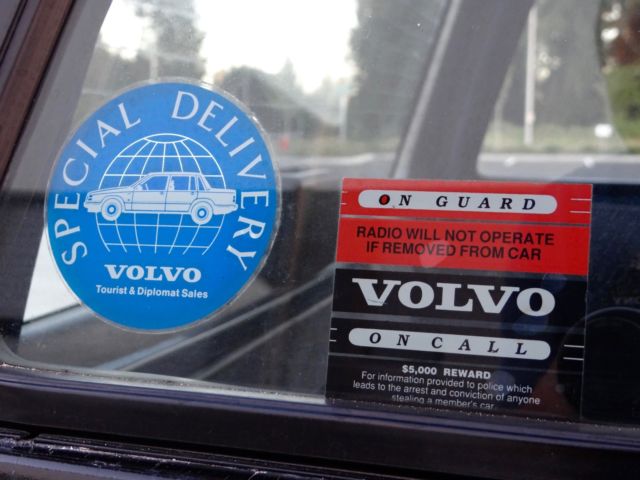 SPECIAL DELIVERY
VOLVO
Tourist & Diplomat Sales
ON GUARD
RADIO WILL NOT OPERATE
IF REMOVED FROM CAR
VOLVO
ON CALL
$5,000 REWARD
For information provided to police which
leads to the arrest and conviction of anyone
stealing a member's car